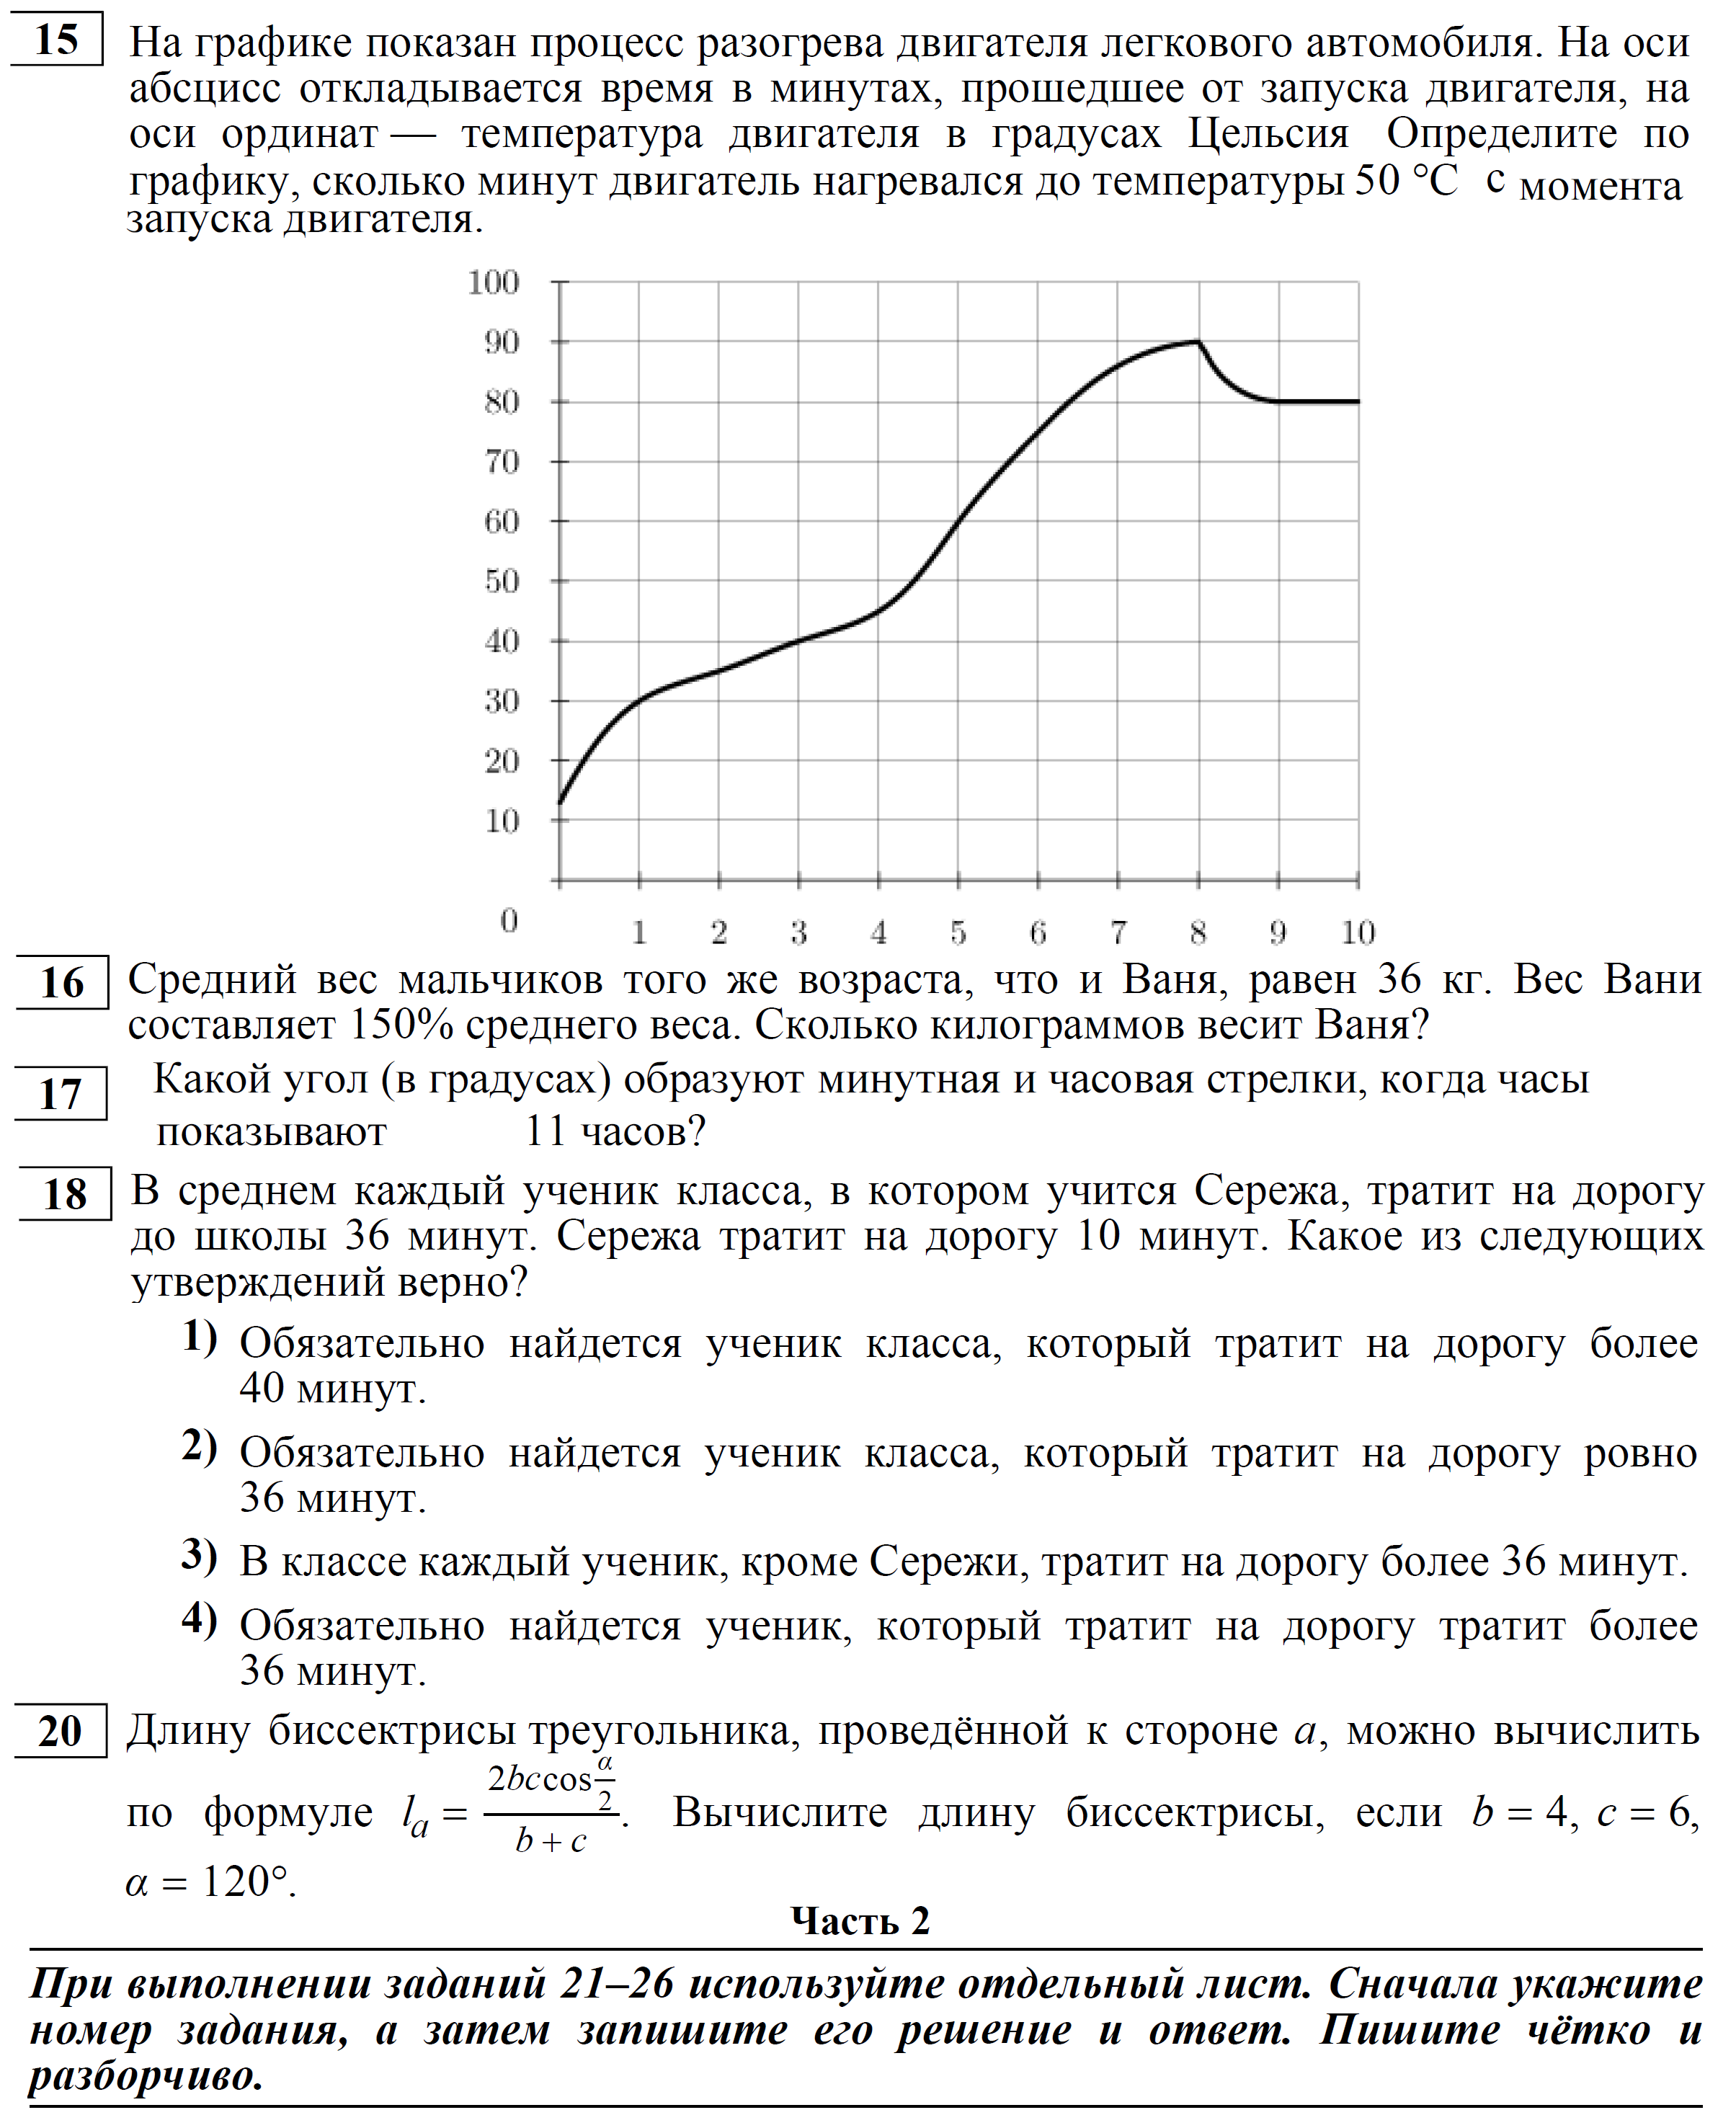 15 На графике показан процесс разогрева двигателя легкового автомобиля. На оси
абсцисс откладывается время в минутах, прошедшее от запуска двигателя, на
оси ординат — температура двигателя в градусах Цельсия Определите по
графику, сколько минут двигатель нагревался до температуры 50 °C с момента
запуска двигателя.
100
90
80
70
60
50
40
30
20
10
0 1 2 3 4 5 6 7 8 9 10
16 Средний вес мальчиков того же возраста, что и Ваня, равен 36 кг. Вес Вани
составляет 150% среднего веса. Сколько килограммов весит Ваня?
17 Какой угол (в градусах) образуют минутная и часовая стрелки, когда часы
показывают 11 часов?
18 В среднем каждый ученик класса, в котором учится Сережа, тратит на дорогу
до школы 36 минут. Сережа тратит на дорогу 10 минут. Какое из следующих
утверждений верно?
1) Обязательно найдется ученик класса, который тратит на дорогу более
40 минут.
2) Обязательно найдется ученик класса, который тратит на дорогу ровно
36 минут.
3) В классе каждый ученик, кроме Сережи, тратит на дорогу более 36 минут.
4) Обязательно найдется ученик, который тратит на дорогу тратит более
36 минут.
20 Длину биссектрисы треугольника, проведённой к стороне a, можно вычислить
по формуле lₐ = 2bc cos(α/2) / (b + c). Вычислите длину биссектрисы, если b = 4, c = 6,
α = 120°.
Часть 2
При выполнении заданий 21–26 используйте отдельный лист. Сначала укажите
номер задания, а затем запишите его решение и ответ. Пишите чётко и
разборчиво.